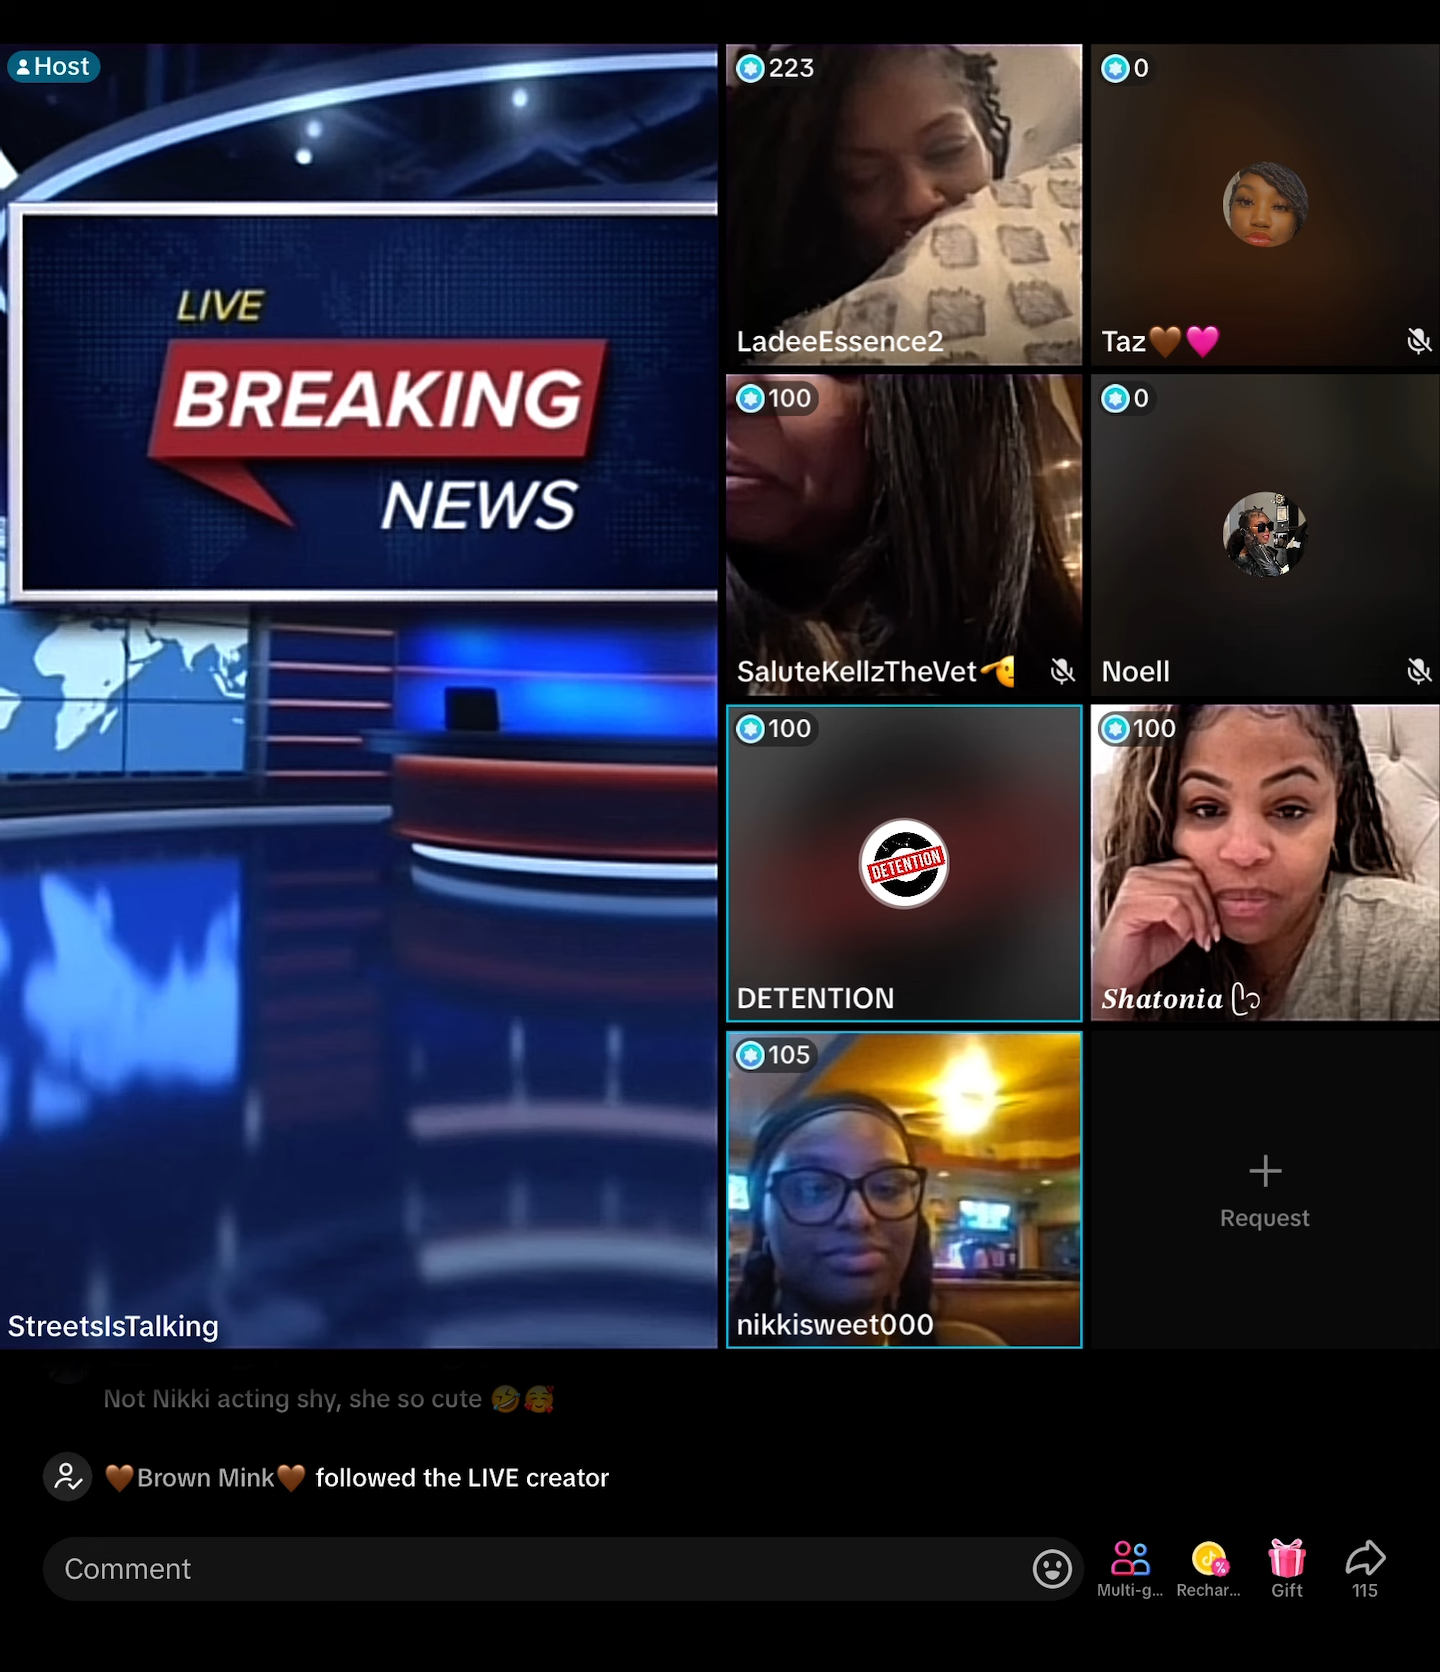 Host
LIVE
BREAKING
NEWS
StreetsIsTalking
223
LadeeEssence2
0
Taz🤎🩷
100
SaluteKellzTheVet🫡
0
Noell
100
DETENTION
DETENTION
100
Shatonia
105
nikkisweet000
Request
Not Nikki acting shy, she so cute 🤣🥰
🤎Brown Mink🤎 followed the LIVE creator
Comment
Multi-g...
Rechar...
Gift
115